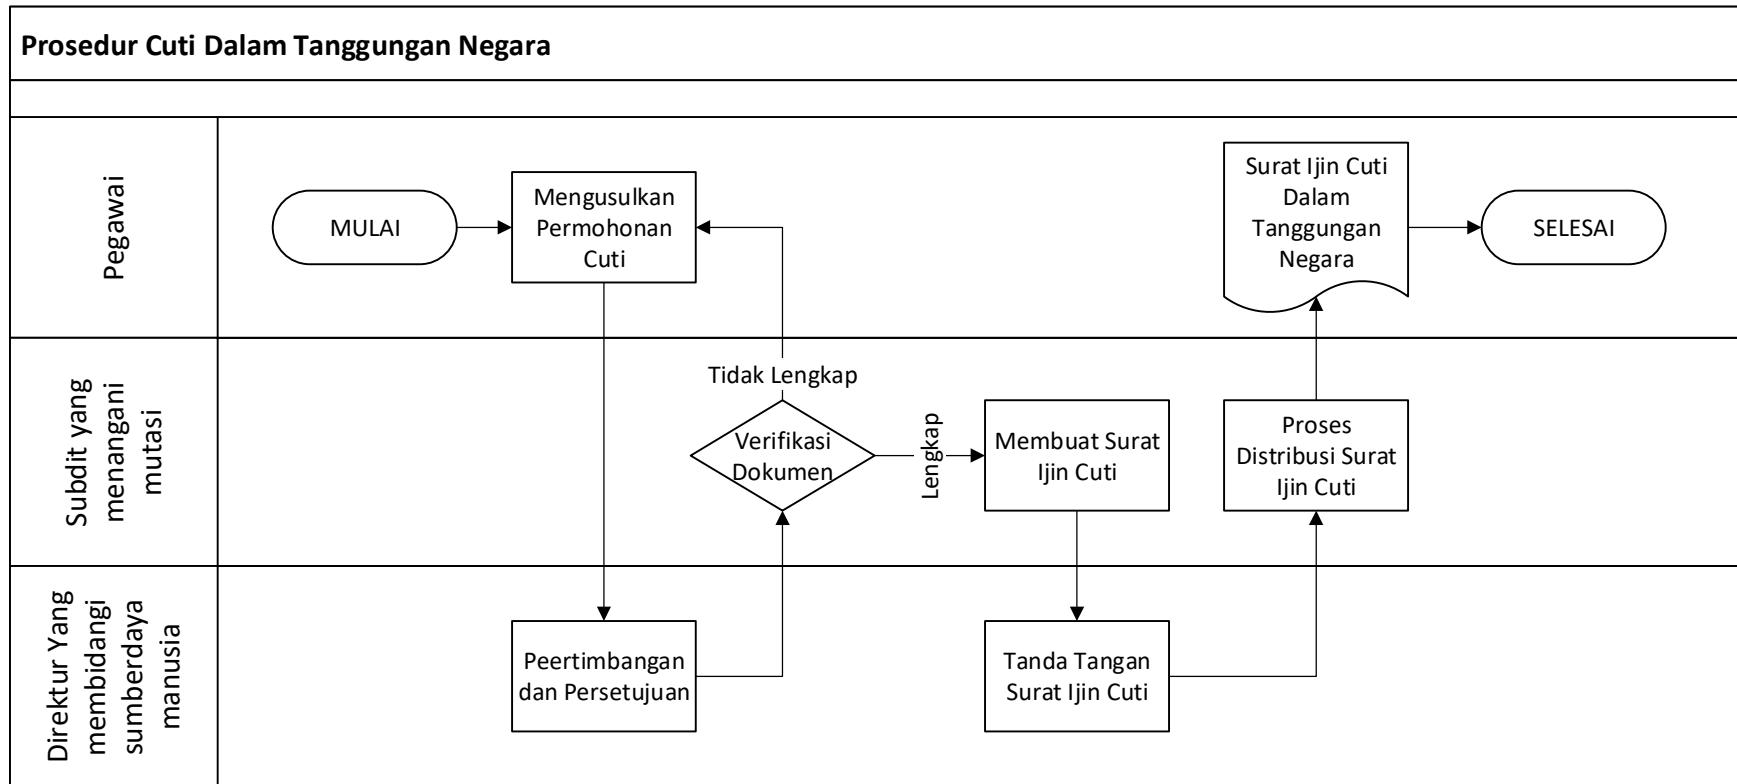 Prosedur Cuti Dalam Tanggungan Negara
Pegawai
MULAI
Mengusulkan
Permohonan
Cuti
Surat Ijin Cuti
Dalam
Tanggungan
Negara
SELESAI
Subdit yang
menangani
mutasi
Tidak Lengkap
Verifikasi
Dokumen
Lengkap
Membuat Surat
Ijin Cuti
Proses
Distribusi Surat
Ijin Cuti
Direktur Yang
membidangi
sumberdaya
manusia
Peertimbangan
dan Persetujuan
Tanda Tangan
Surat Ijin Cuti